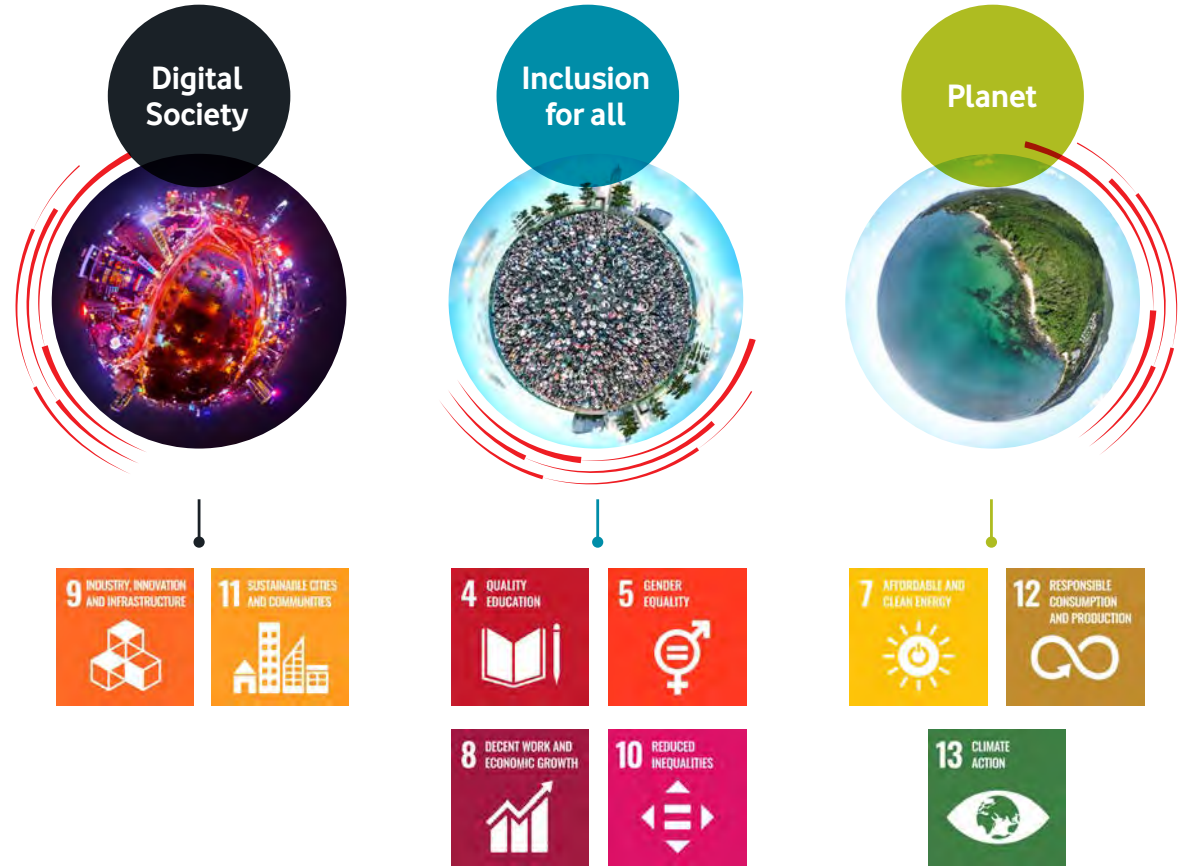 Digital
Society
Inclusion
for all
Planet
9 INDUSTRY, INNOVATION
AND INFRASTRUCTURE
11 SUSTAINABLE CITIES
AND COMMUNITIES
4 QUALITY
EDUCATION
5 GENDER
EQUALITY
7 AFFORDABLE AND
CLEAN ENERGY
12 RESPONSIBLE
CONSUMPTION
AND PRODUCTION
8 DECENT WORK AND
ECONOMIC GROWTH
10 REDUCED
INEQUALITIES
13 CLIMATE
ACTION